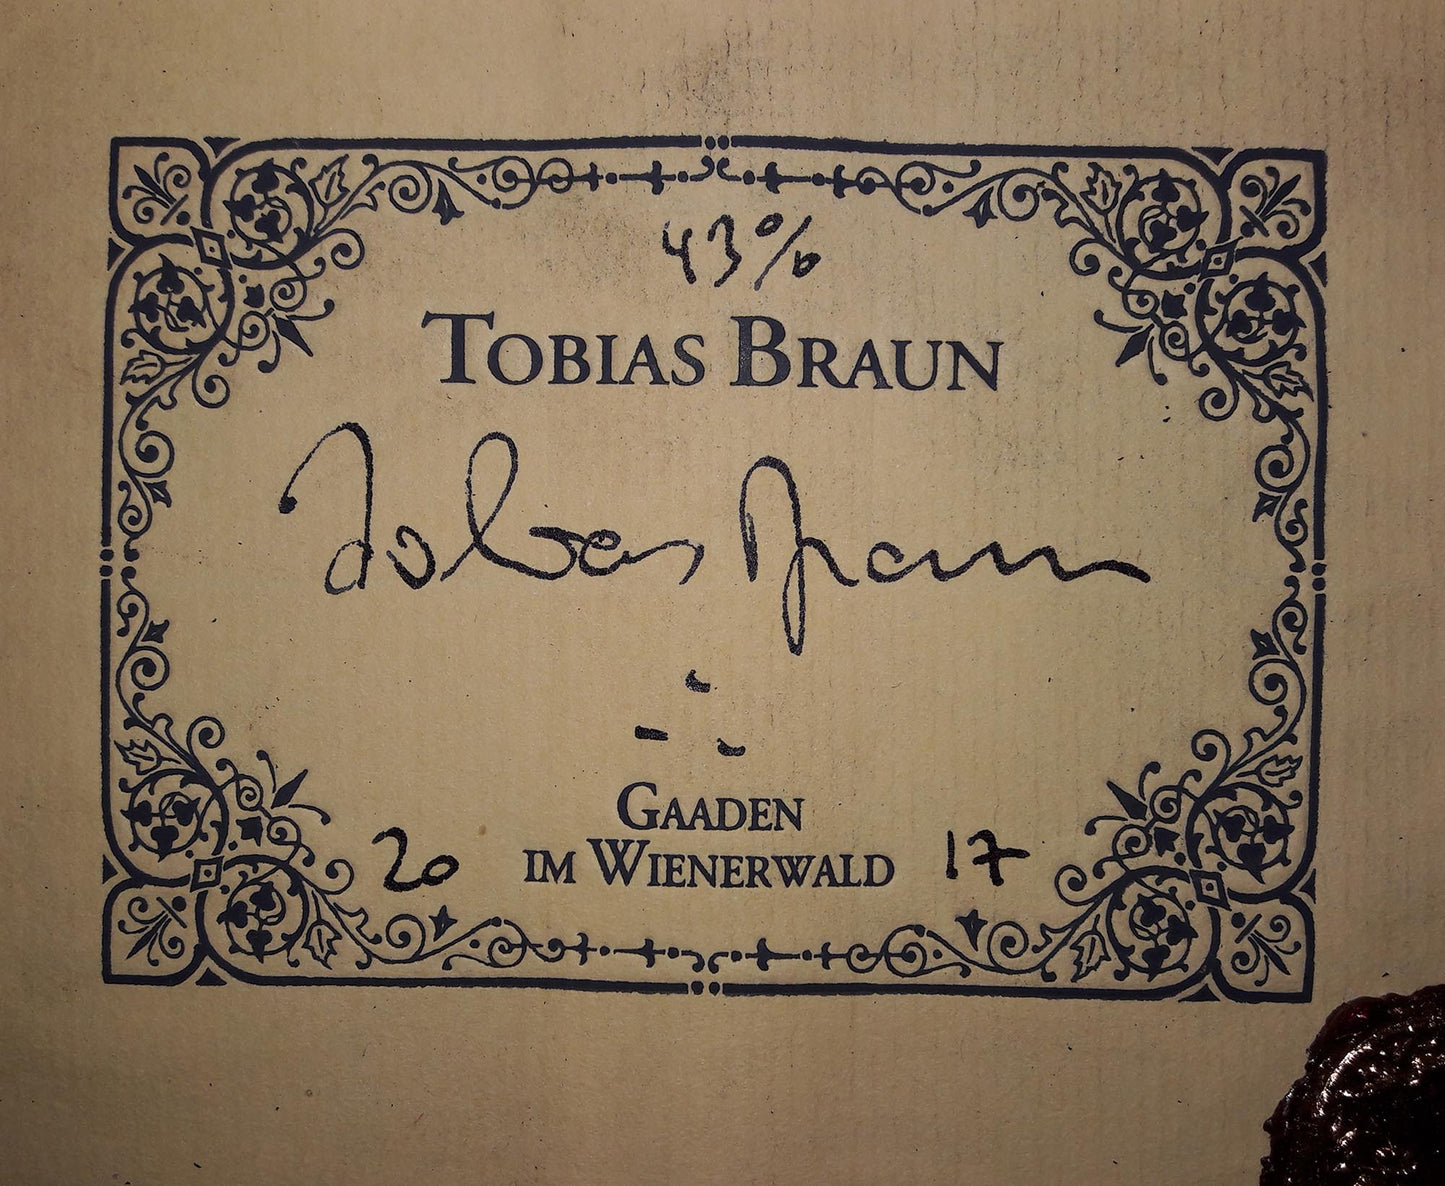 43%
TOBIAS BRAUN
Tobias Braun
GAADEN
20 IM WIENERWALD 17